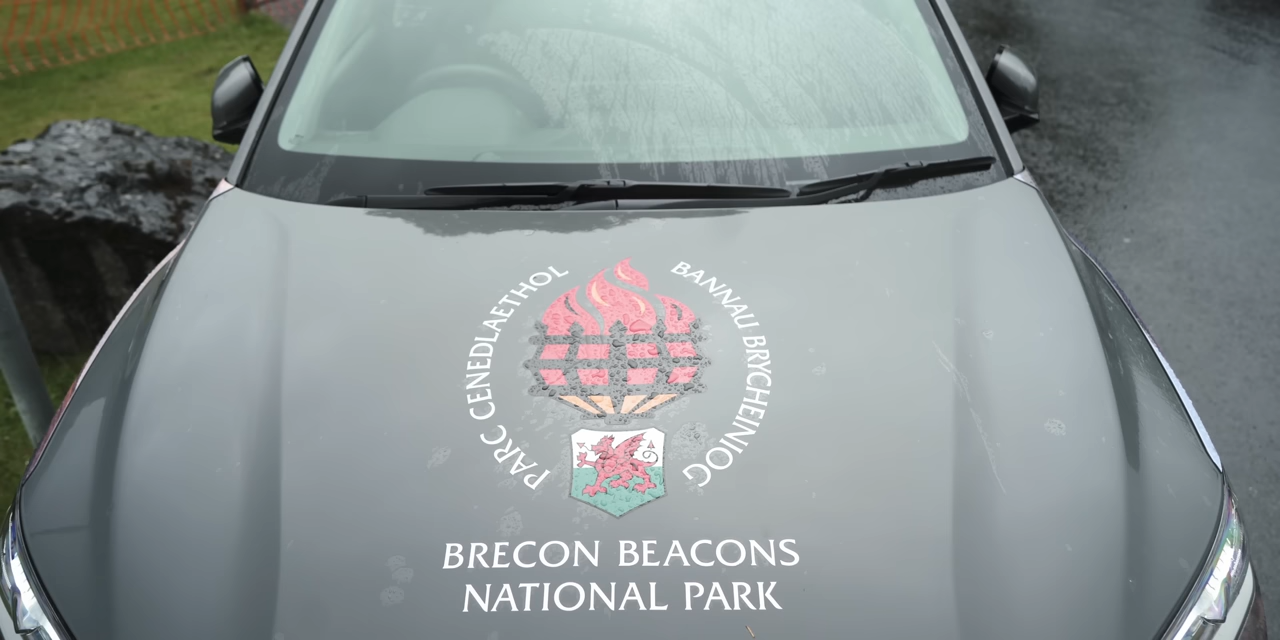 PARC CENEDLAETHOL
BANNAU BRYCHEINIOG
BRECON BEACONS
NATIONAL PARK